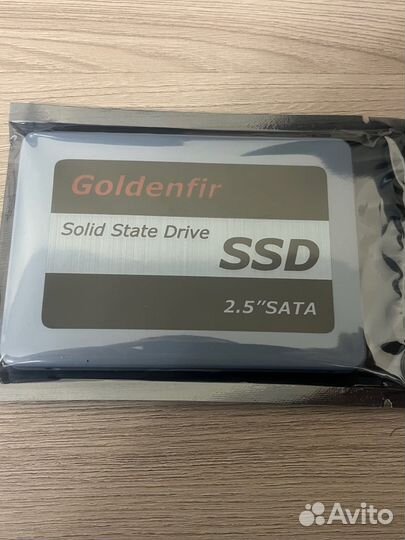 Goldenfir
Solid State Drive
SSD
2.5"SATA
Avito